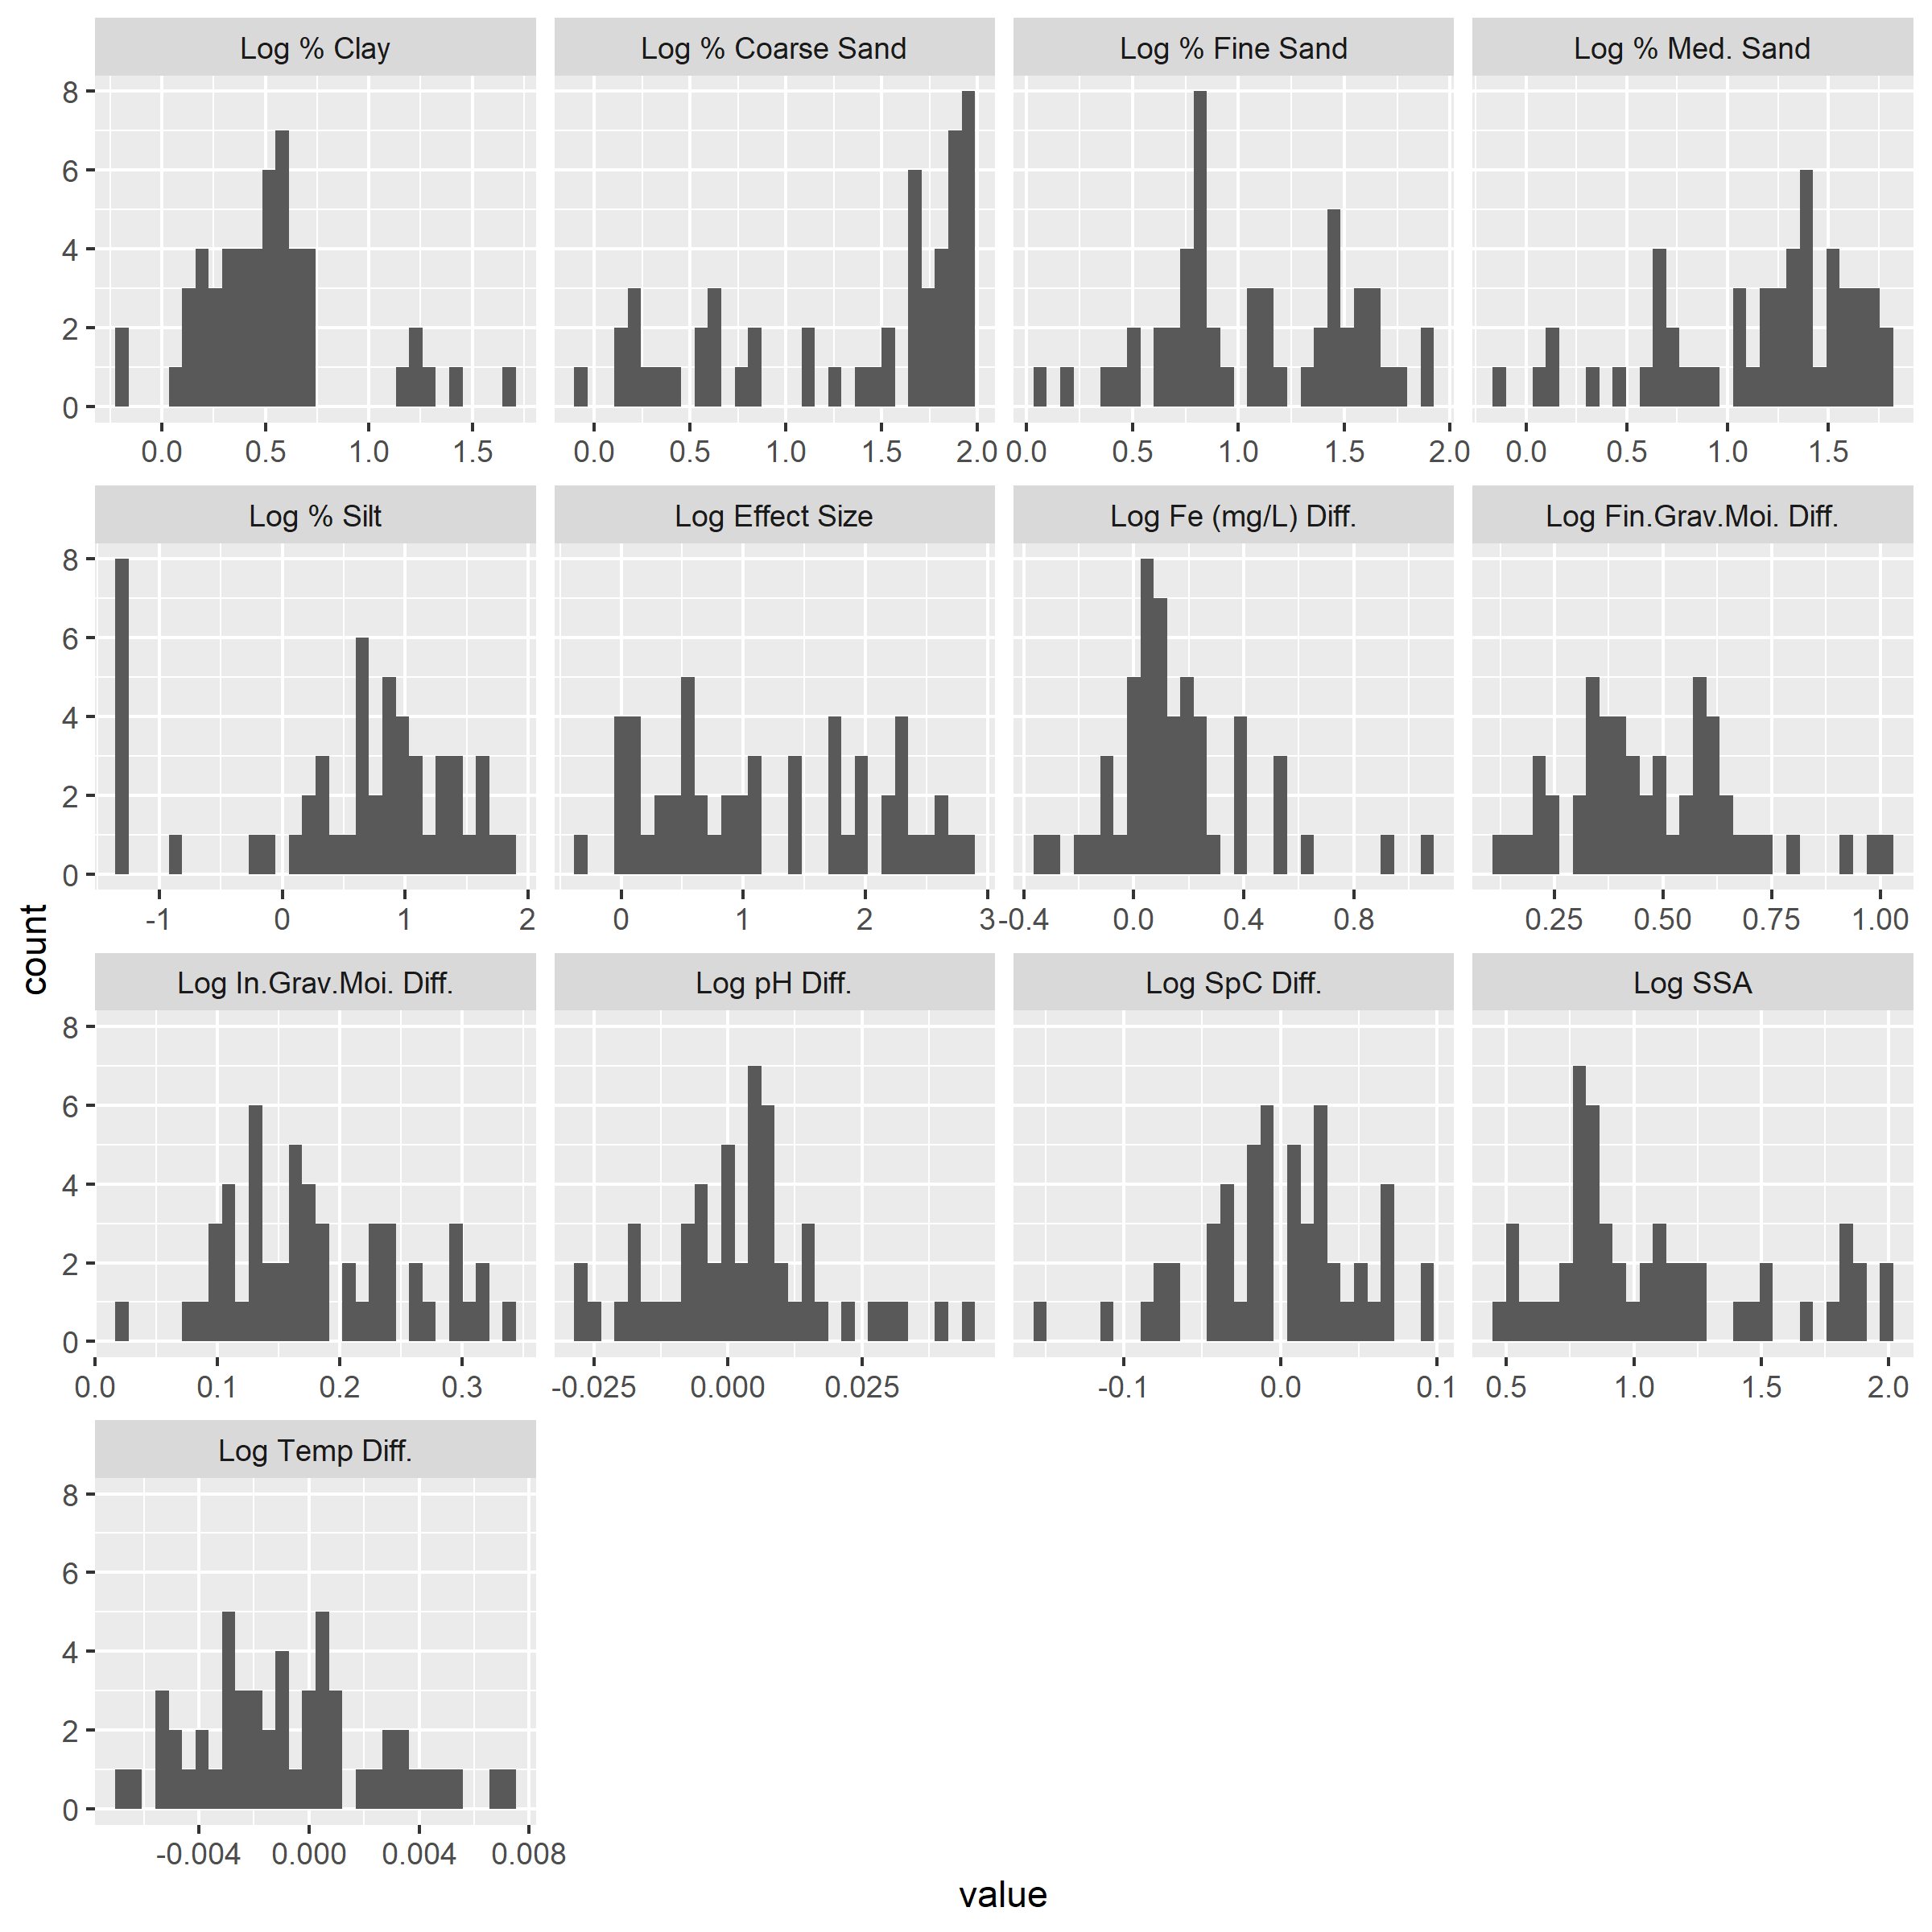 Log % Clay
Log % Coarse Sand
Log % Fine Sand
Log % Med. Sand
8
6
4
2
0
0.0 0.5 1.0 1.5
0.0 0.5 1.0 1.5 2.0
0.0 0.5 1.0 1.5 2.0
0.0 0.5 1.0 1.5
Log % Silt
Log Effect Size
Log Fe (mg/L) Diff.
Log Fin.Grav.Moi. Diff.
8
6
4
2
0
-1 0 1 2
0 1 2 3
-0.4 0.0 0.4 0.8
0.25 0.50 0.75 1.00
count
Log In.Grav.Moi. Diff.
Log pH Diff.
Log SpC Diff.
Log SSA
8
6
4
2
0
0.0 0.1 0.2 0.3
-0.025 0.000 0.025
-0.1 0.0 0.1
0.5 1.0 1.5 2.0
Log Temp Diff.
8
6
4
2
0
-0.004 0.000 0.004 0.008
value